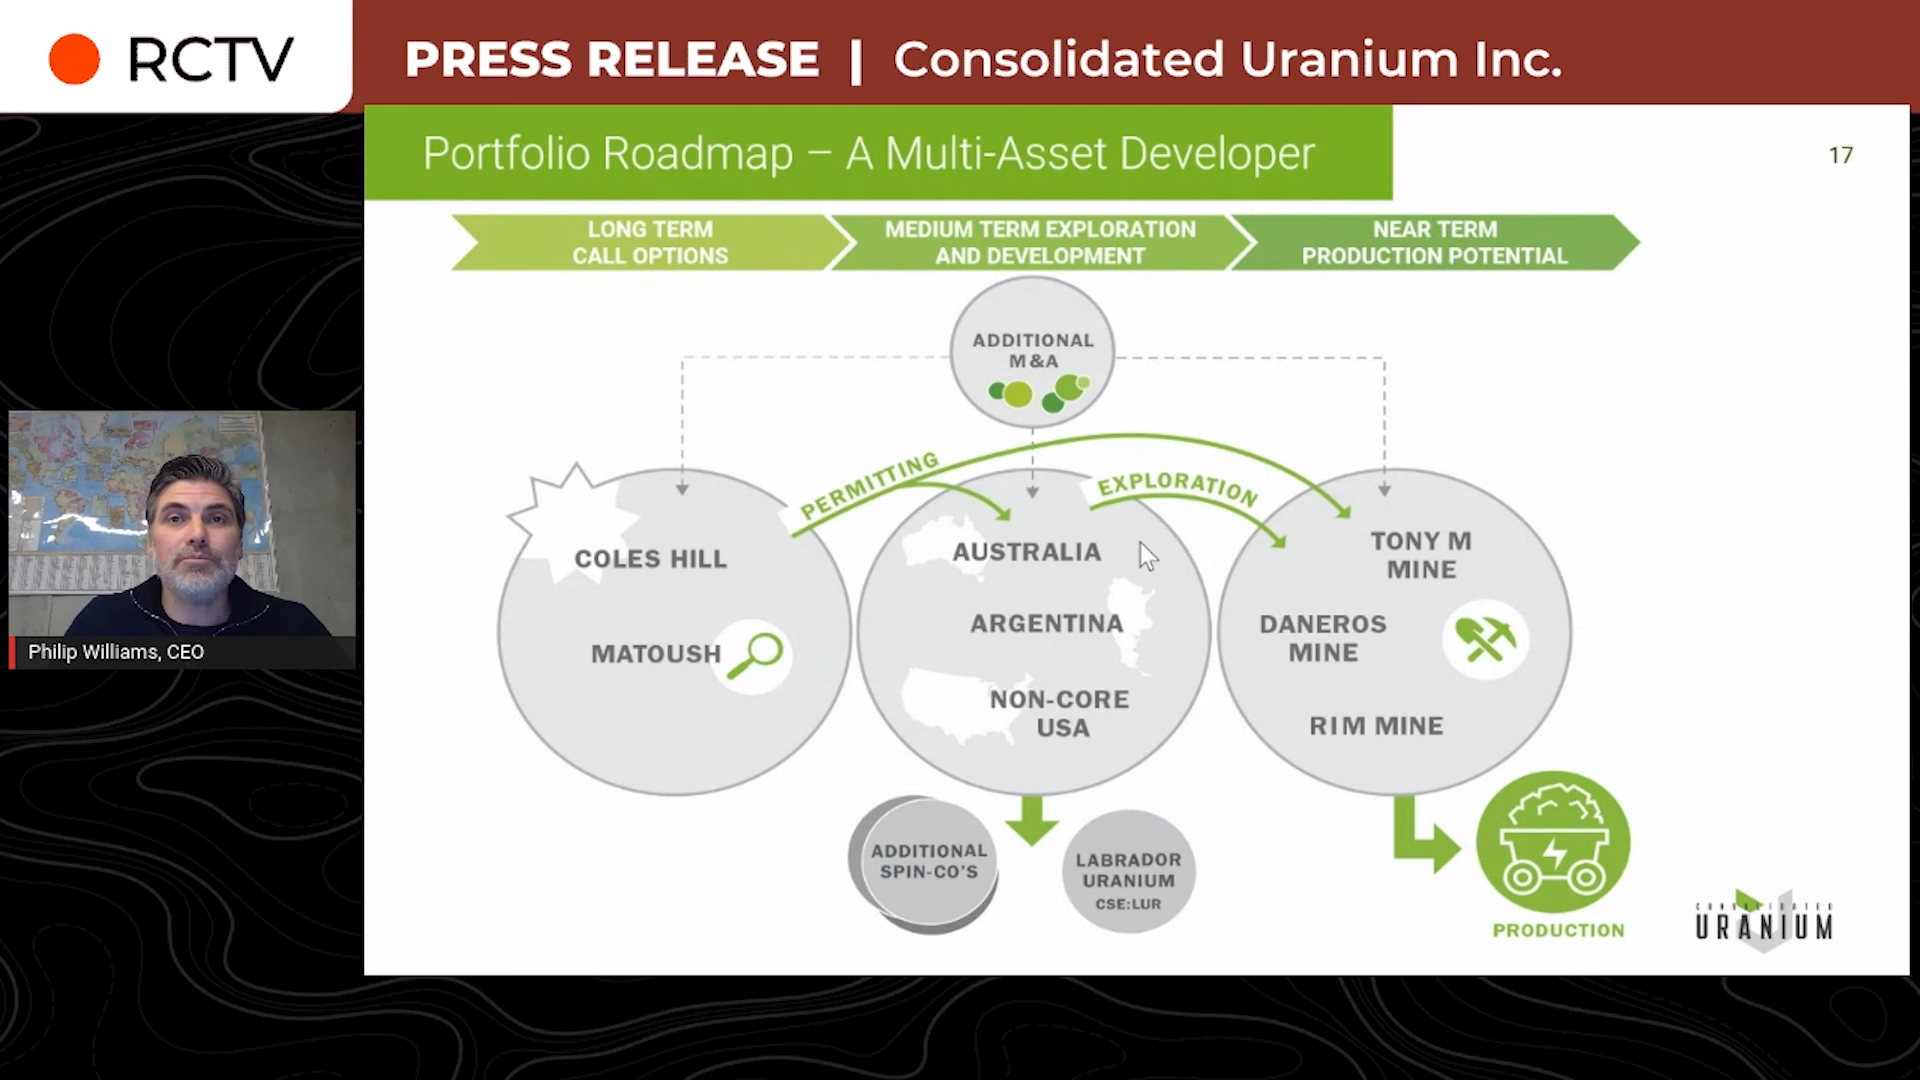 RCTV
PRESS RELEASE | Consolidated Uranium Inc.
Portfolio Roadmap – A Multi-Asset Developer
17
LONG TERM
CALL OPTIONS
MEDIUM TERM EXPLORATION
AND DEVELOPMENT
NEAR TERM
PRODUCTION POTENTIAL
ADDITIONAL
M&A
PERMITTING
EXPLORATION
COLES HILL
MATOUSH
AUSTRALIA
ARGENTINA
NON-CORE
USA
TONY M
MINE
DANEROS
MINE
RIM MINE
ADDITIONAL
SPIN-CO'S
LABRADOR
URANIUM
CSE:LUR
PRODUCTION
CONSOLIDATED
URANIUM
Philip Williams, CEO